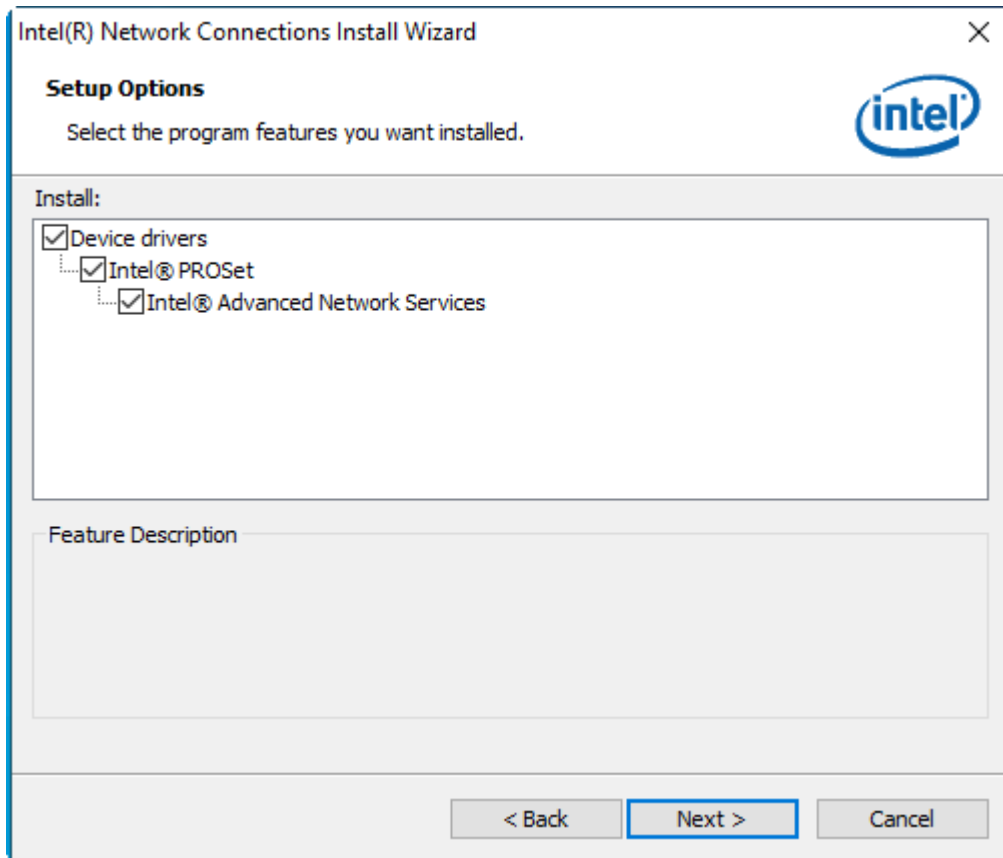 Intel(R) Network Connections Install Wizard
Setup Options
Select the program features you want installed.
intel
Install:
Device drivers
Intel® PROSet
Intel® Advanced Network Services
Feature Description
< Back
Next >
Cancel